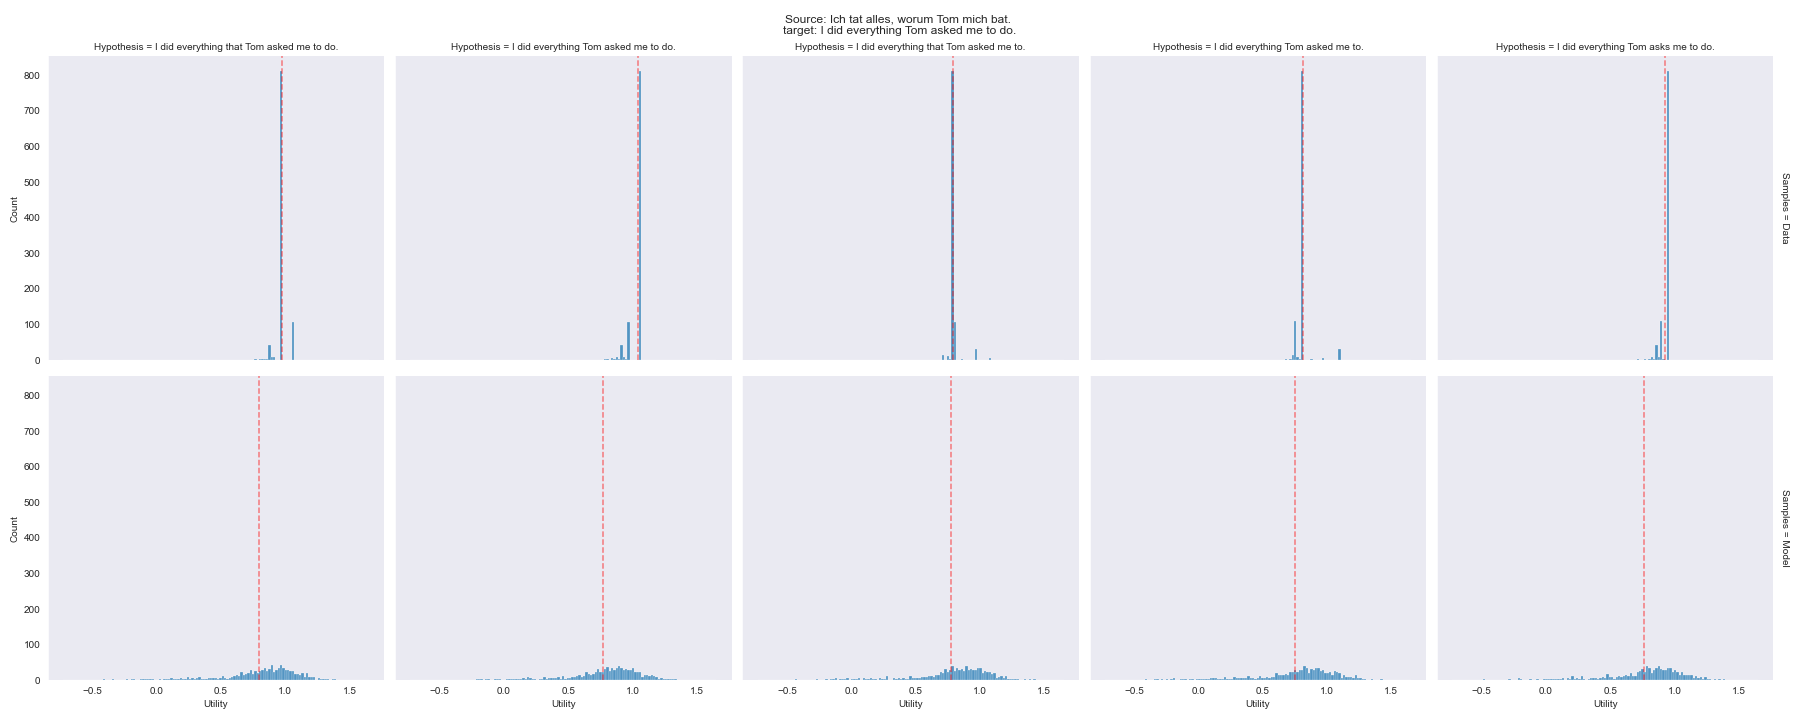 Source: Ich tat alles, worum Tom mich bat.
target: I did everything Tom asked me to do.
Hypothesis = I did everything that Tom asked me to do.
Hypothesis = I did everything Tom asked me to do.
Hypothesis = I did everything that Tom asked me to.
Hypothesis = I did everything Tom asked me to.
Hypothesis = I did everything Tom asks me to do.
800
700
600
500
400
300
200
100
0
Count
Samples = Data
800
700
600
500
400
300
200
100
0
Count
Samples = Model
−0.5 0.0 0.5 1.0 1.5
Utility
−0.5 0.0 0.5 1.0 1.5
Utility
−0.5 0.0 0.5 1.0 1.5
Utility
−0.5 0.0 0.5 1.0 1.5
Utility
−0.5 0.0 0.5 1.0 1.5
Utility